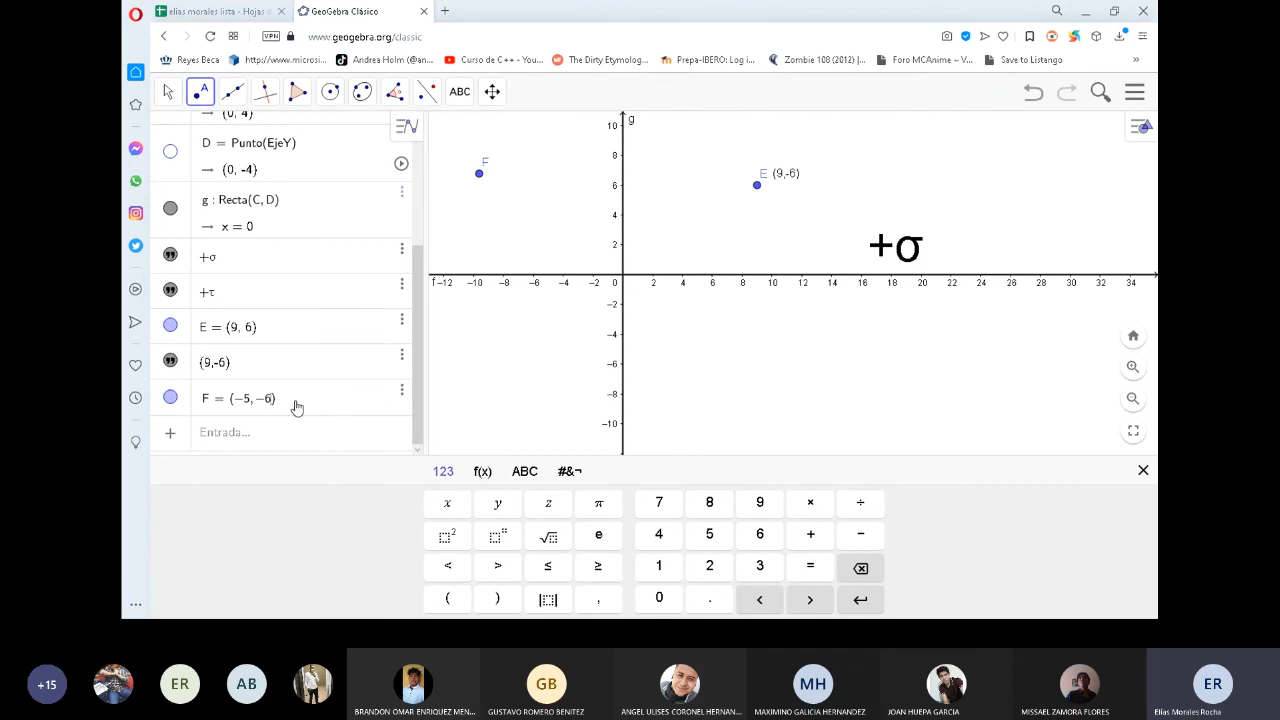 elias morales lista - Hojas d
GeoGebra Clásico
VPN
www.geogebra.org/classic
Reyes Beca
http://www.microsi...
Andrea Holm (@an...
Curso de C++ - You...
The Dirty Etymolog...
Prepa-IBERO: Log i...
Zombie 100 (2012) |...
Foro MCAnime – Vid...
Save to Listango
»
A
ABC
(0, 4)
D = Punto(EjeY)
→ (0, -4)
g : Recta(C, D)
→ x = 0
+σ
+τ
E = (9, 6)
(9,-6)
F = (−5, −6)
Entrada...
g
F
E (9,-6)
+σ
f
10
8
6
4
2
−12 −10 −8 −6 −4 −2 0 2 4 6 8 10 12 14 16 18 20 22 24 26 28 30 32 34
−2
−4
−6
−8
−10
123 f(x) ABC #&¬
x y z π 7 8 9 × ÷
□² □□ √□ e 4 5 6 + −
< > ≤ ≥ 1 2 3 =
( ) |□| , 0 . < >
+15
ER
AB
GB
MH
ER
BRANDON OMAR ENRIQUEZ MEN...
GUSTAVO ROMERO BENITEZ
ANGEL ULISES CORONEL HERNAN...
MAXIMINO GALICIA HERNANDEZ
JOAN HUEPA GARCIA
MISSAEL ZAMORA FLORES
Elias Morales Rocha